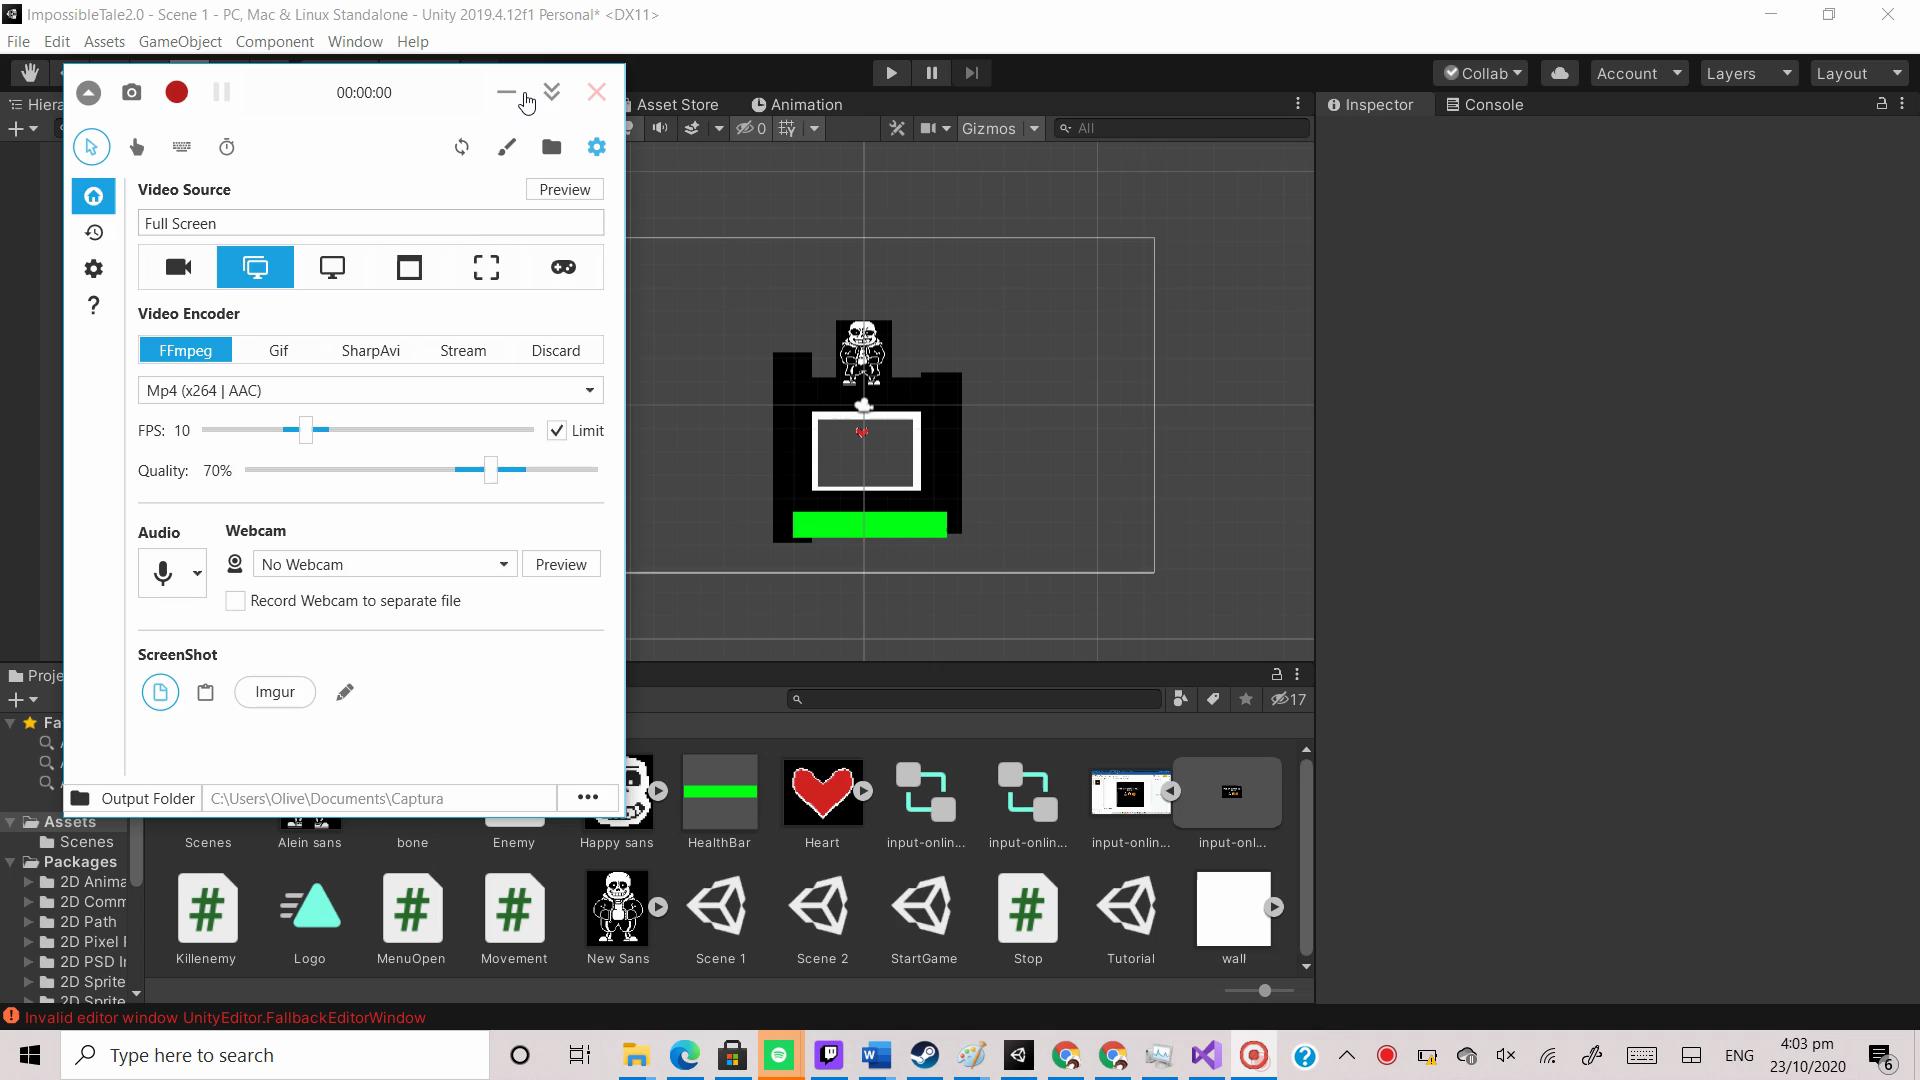 ImpossibleTale2.0 - Scene 1 - PC, Mac & Linux Standalone - Unity 2019.4.12f1 Personal* <DX11>
File Edit Assets GameObject Component Window Help
Collab Account Layers Layout
00:00:00
Hiera Asset Store Animation Inspector Console
0 Gizmos All
Video Source Preview
Full Screen
Video Encoder
FFmpeg Gif SharpAvi Stream Discard
Mp4 (x264 | AAC)
FPS: 10 Limit
Quality: 70%
Audio Webcam
No Webcam Preview
Record Webcam to separate file
ScreenShot
Imgur
Output Folder C:\Users\Olive\Documents\Captura
Proje
17
Fa
Assets
Scenes
Packages
2D Anima
2D Comm
2D Path
2D Pixel
2D PSD Ir
2D Sprite
2D Sprite
Scenes Alein sans bone Enemy Happy sans HealthBar Heart input-onlin... input-onlin... input-onlin... input-onl...
Killenemy Logo MenuOpen Movement New Sans Scene 1 Scene 2 StartGame Stop Tutorial wall
Invalid editor window UnityEditor.FallbackEditorWindow
Type here to search
ENG
4:03 pm
23/10/2020
6